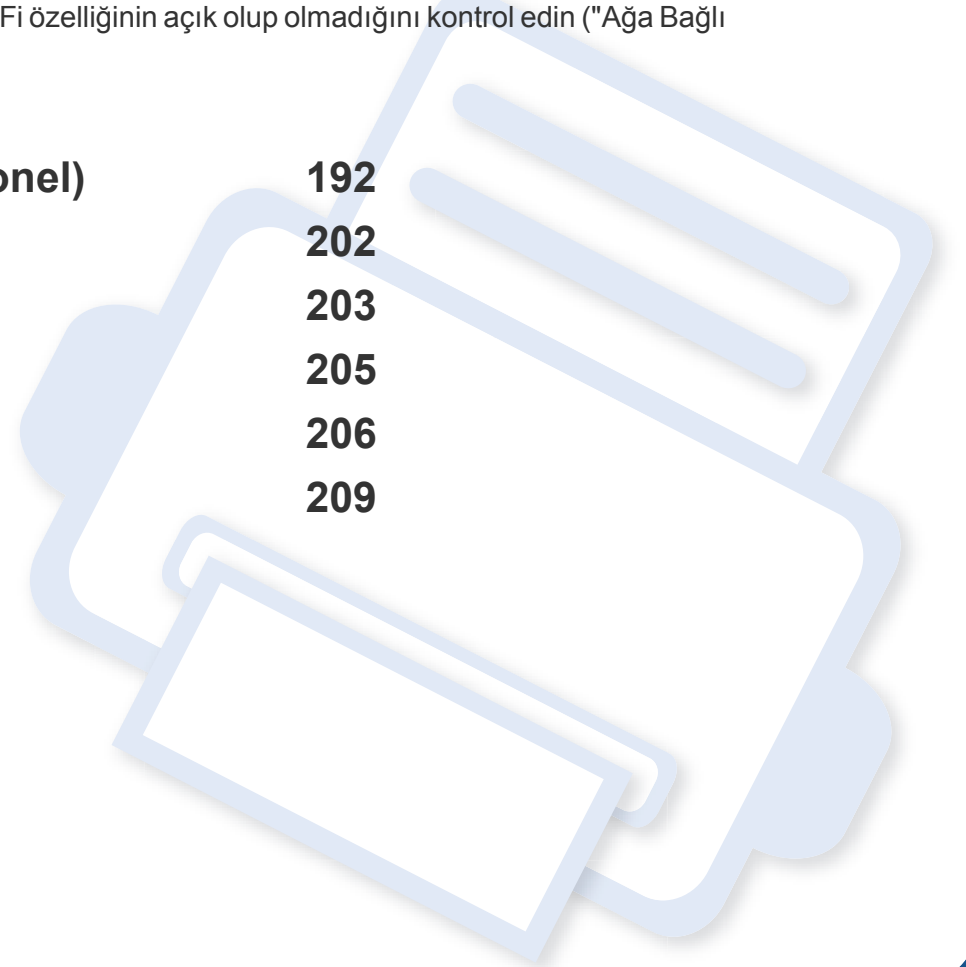 Fi özelliğinin açık olup olmadığını kontrol edin ("Ağa Bağlı
onel) 192
202
203
205
206
209